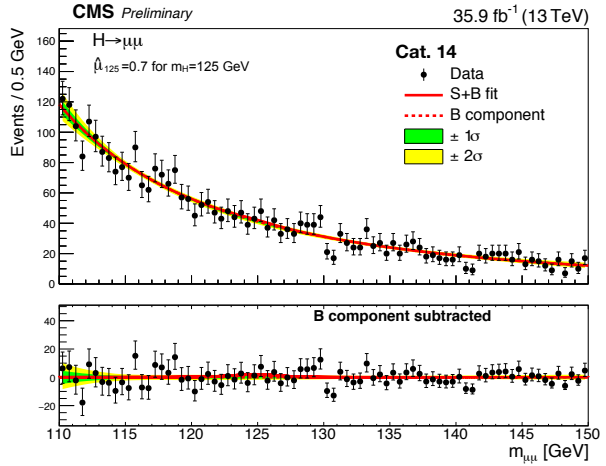 CMS Preliminary 35.9 fb⁻¹ (13 TeV)
H→μμ
μ̂₁₂₅=0.7 for m_H=125 GeV
Cat. 14
Data
S+B fit
B component
± 1σ
± 2σ
Events / 0.5 GeV
160
140
120
100
80
60
40
20
0
B component subtracted
40
20
0
−20
110 115 120 125 130 135 140 145 150
m_μμ [GeV]